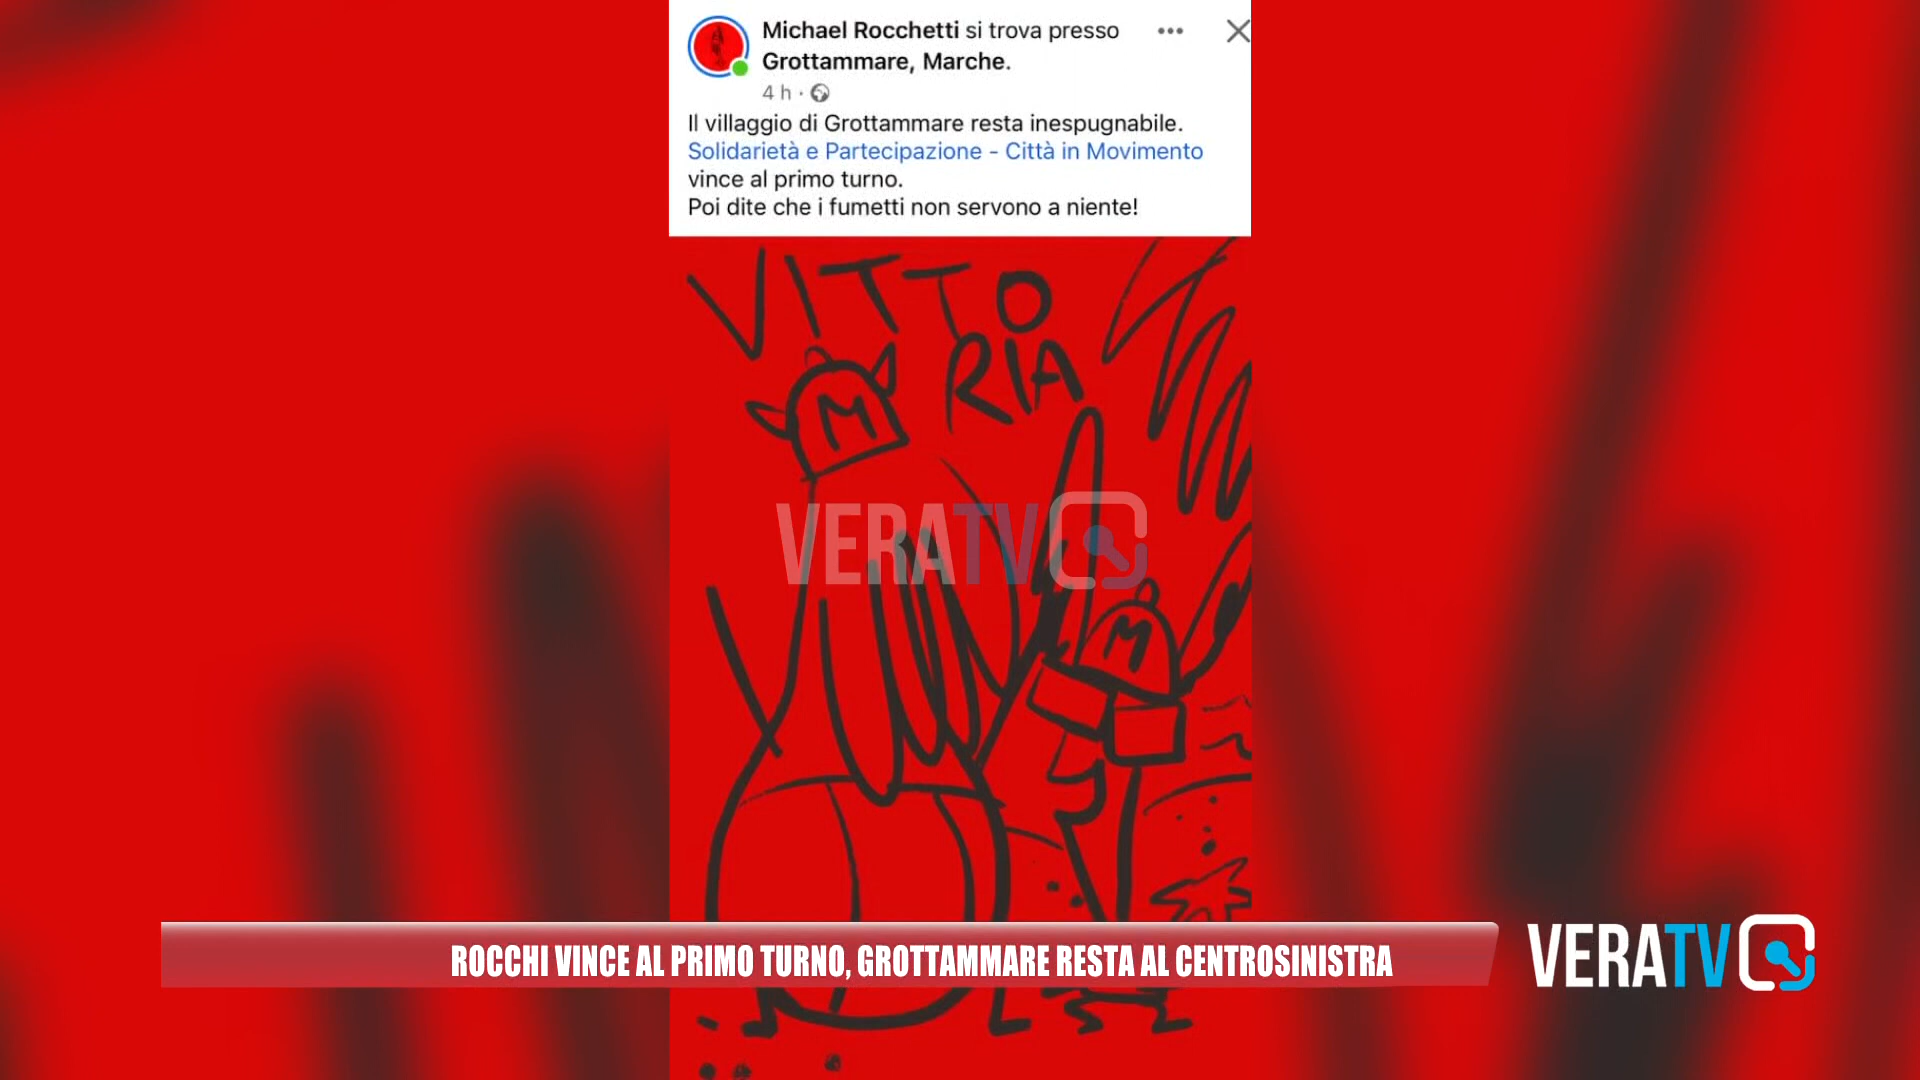 Michael Rocchetti si trova presso
Grottammare, Marche.
4 h ·
Il villaggio di Grottammare resta inespugnabile.
Solidarietà e Partecipazione - Città in Movimento
vince al primo turno.
Poi dite che i fumetti non servono a niente!
VITTO
RIA
M
VERATV
M
ROCCHI VINCE AL PRIMO TURNO, GROTTAMMARE RESTA AL CENTROSINISTRA
VERATV